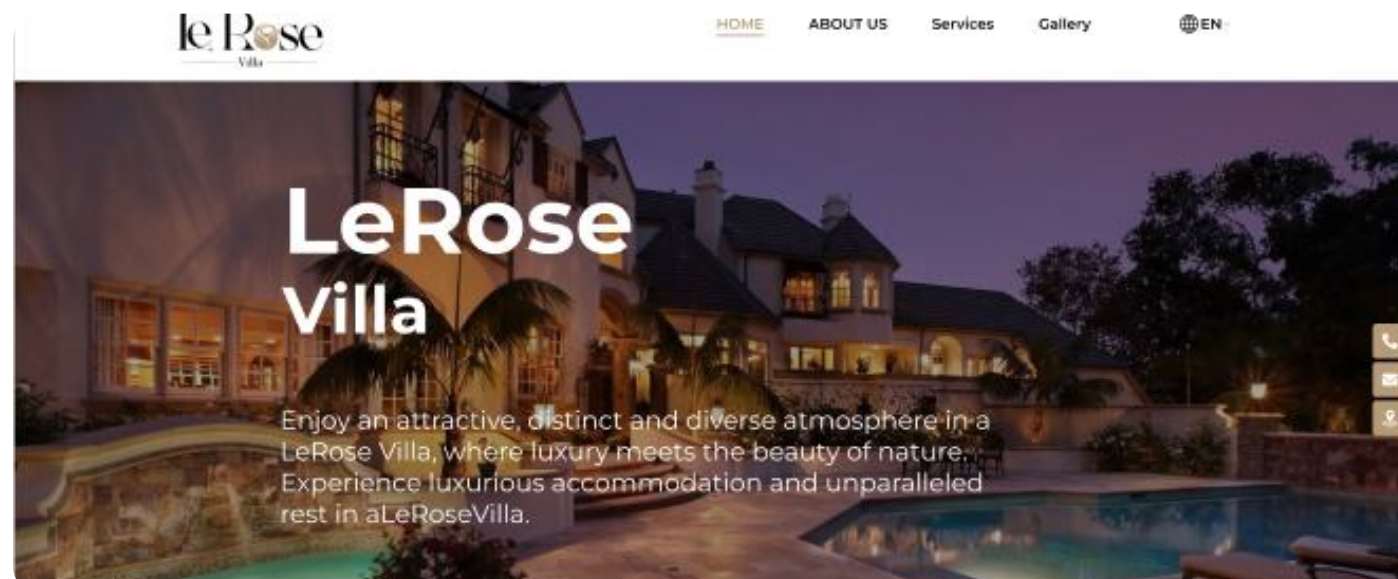 le Rose
Villa
HOME ABOUT US Services Gallery EN
LeRose
Villa
Enjoy an attractive, distinct and diverse atmosphere in a
LeRose Villa, where luxury meets the beauty of nature.
Experience luxurious accommodation and unparalleled
rest in aLeRoseVilla.